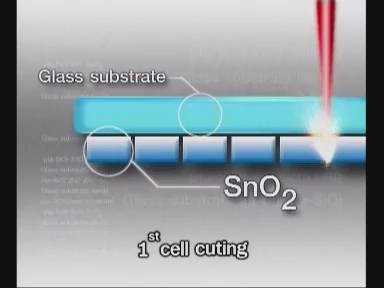 Glass substrate
SnO₂
1st cell cuting